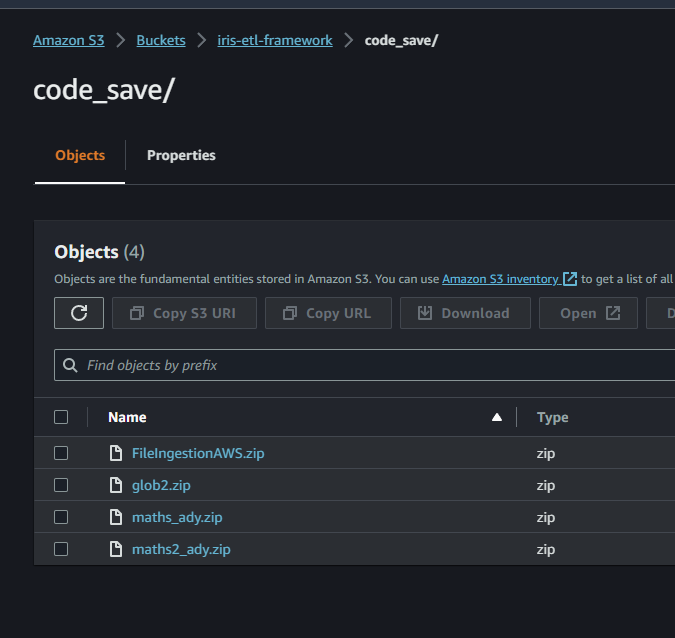 Amazon S3 > Buckets > iris-etl-framework > code_save/
code_save/
Objects Properties
Objects (4)
Objects are the fundamental entities stored in Amazon S3. You can use Amazon S3 inventory to get a list of all
Copy S3 URI Copy URL Download Open D
Find objects by prefix
Name Type
FileIngestionAWS.zip zip
glob2.zip zip
maths_ady.zip zip
maths2_ady.zip zip